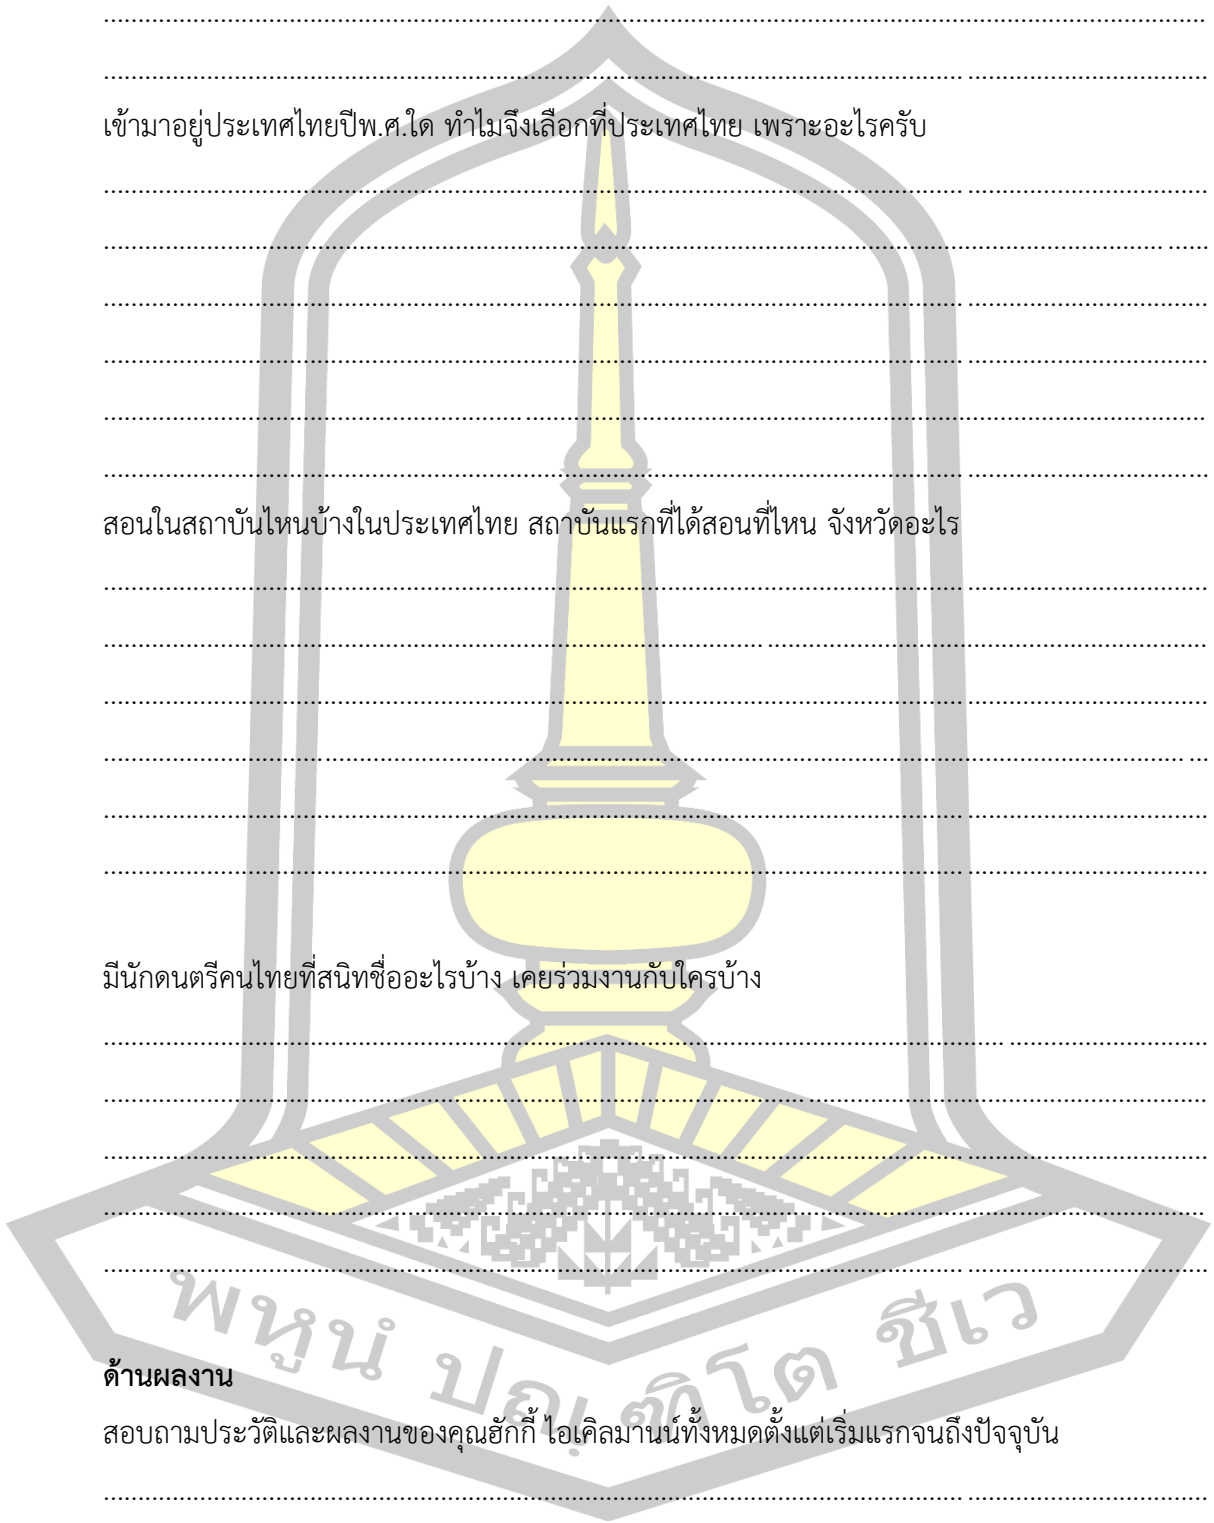 เข้ามาอยู่ประเทศไทยปีพ.ศ.ใด ทำไมจึงเลือกที่ประเทศไทย เพราะอะไรครับ
สอนในสถาบันไหนบ้างในประเทศไทย สถาบันแรกที่ได้สอนที่ไหน จังหวัดอะไร
มีนักดนตรีคนไทยที่สนิทชื่ออะไรบ้าง เคยร่วมงานกับใครบ้าง
พหูนํ ปณฺฑิโต ชีเว
ด้านผลงาน
สอบถามประวัติและผลงานของคุณฮักกี้ ไอเคิลมานน์ทั้งหมดตั้งแต่เริ่มแรกจนถึงปัจจุบัน